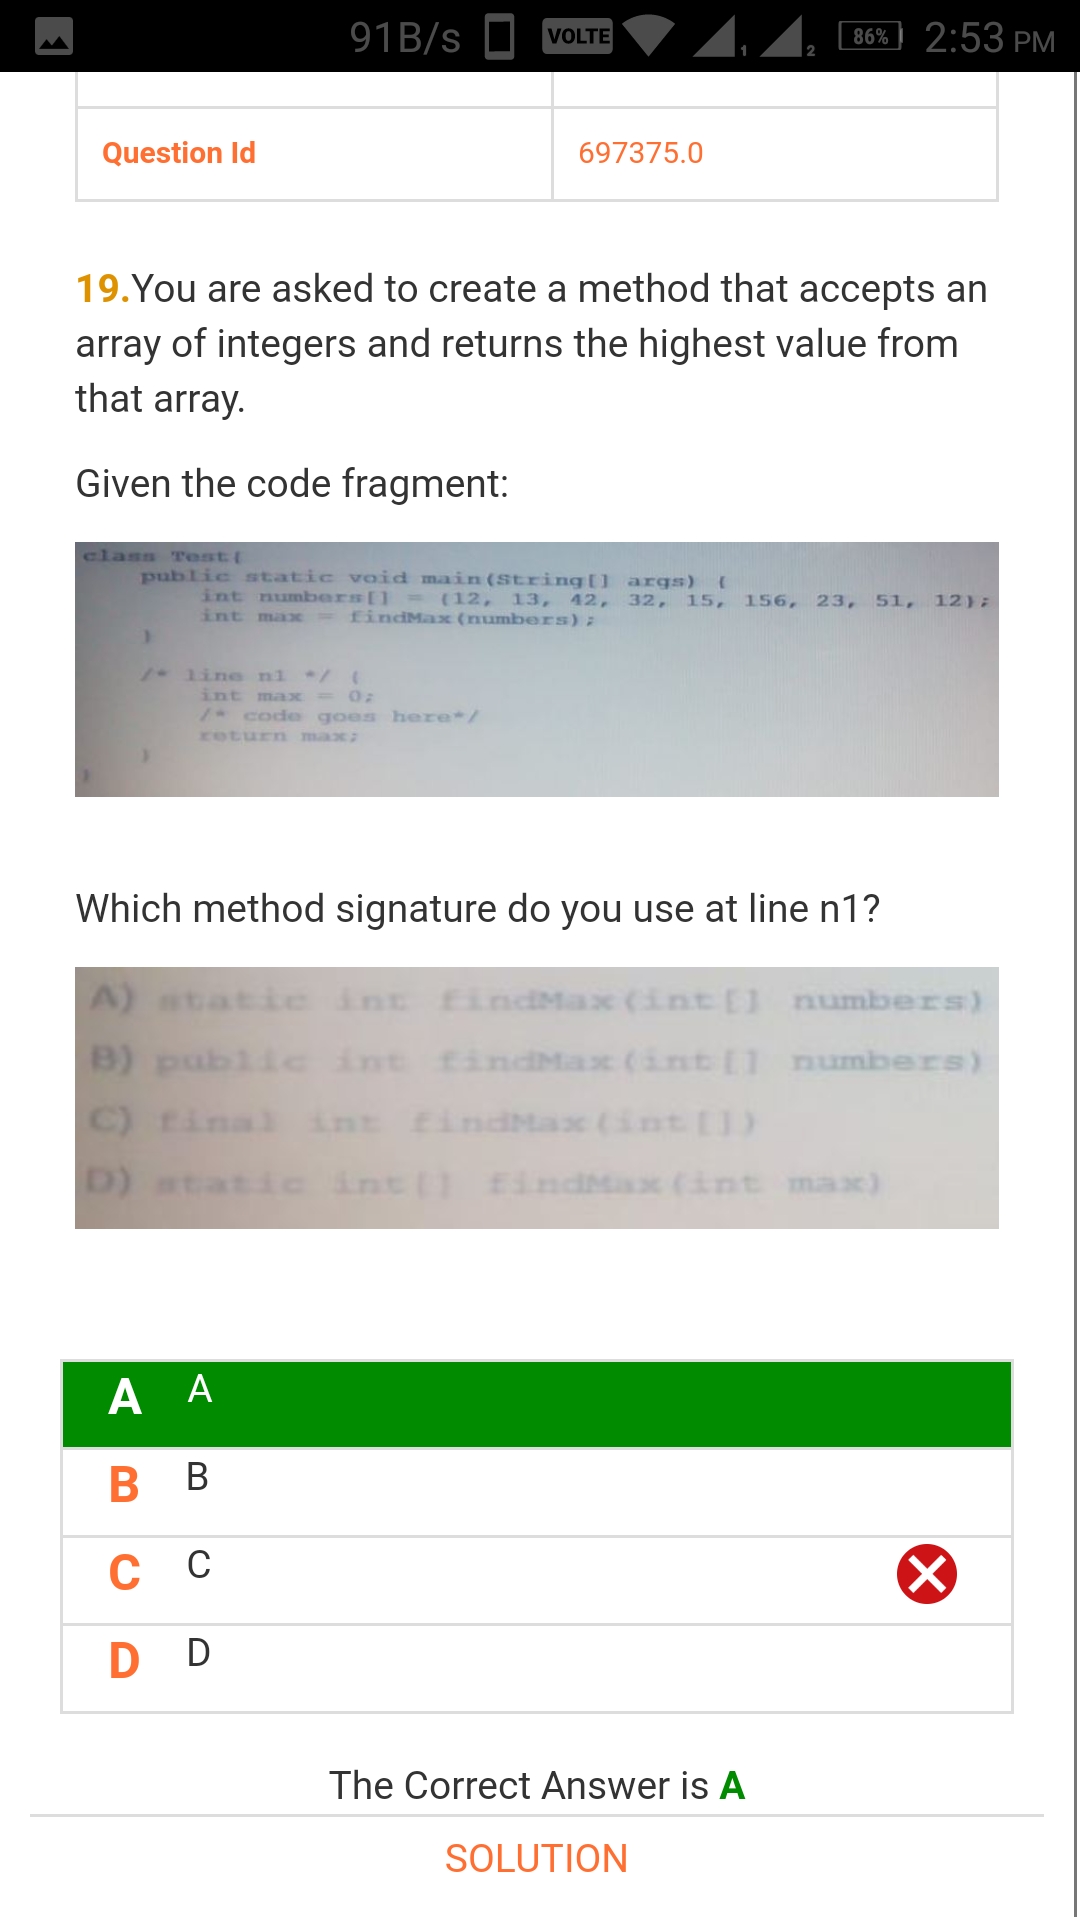 91B/s VOLTE 1 2 86% 2:53 PM
Question Id 697375.0
19.You are asked to create a method that accepts an
array of integers and returns the highest value from
that array.
Given the code fragment:
class Test{
public static void main(String[] args) {
int numbers[] = {12, 13, 42, 32, 15, 156, 23, 51, 12};
int max = findMax(numbers);
}
/* line n1 */ {
int max = 0;
/* code goes here*/
return max;
}
}
Which method signature do you use at line n1?
A) static int findMax(int[] numbers)
B) public int findMax(int[] numbers)
C) final int findMax(int[])
D) static int[] findMax(int max)
A A
B B
C C
D D
The Correct Answer is A
SOLUTION